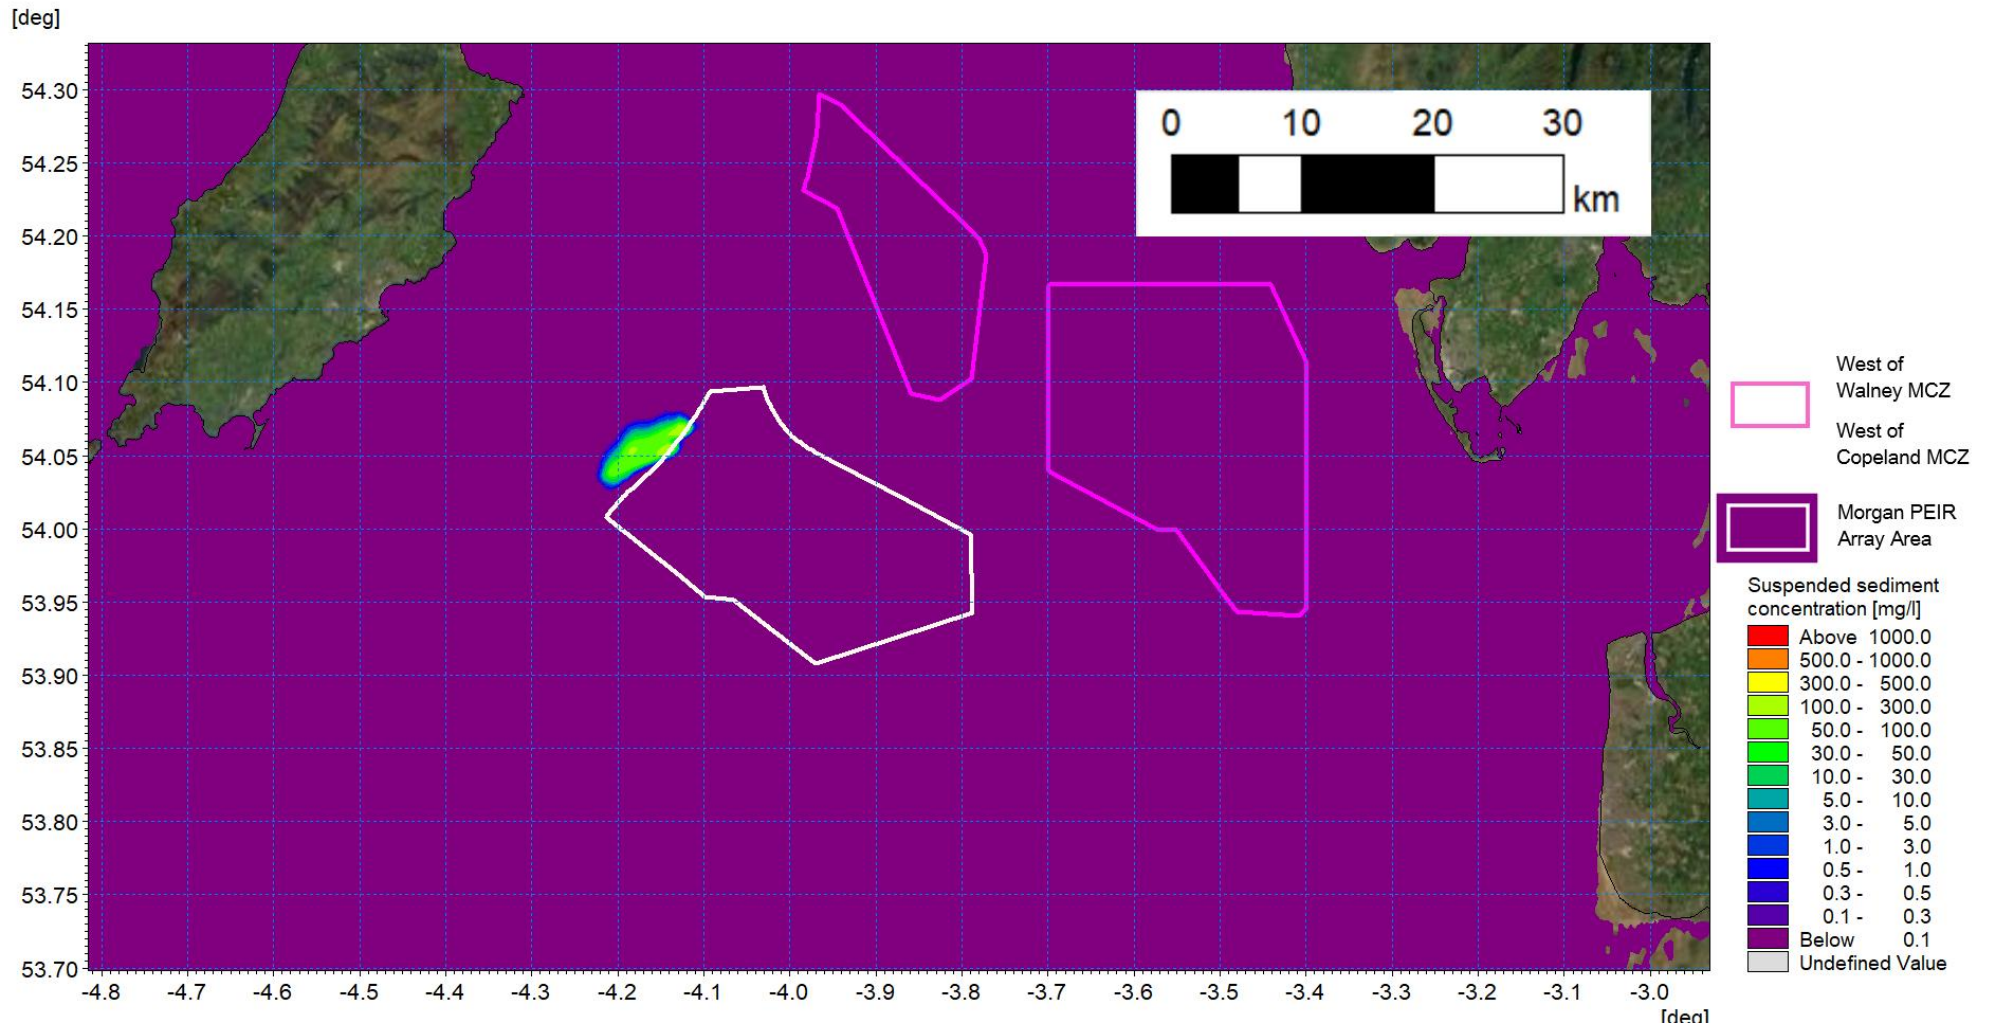 [deg]
54.30
54.25
54.20
54.15
54.10
54.05
54.00
53.95
53.90
53.85
53.80
53.75
53.70
-4.8 -4.7 -4.6 -4.5 -4.4 -4.3 -4.2 -4.1 -4.0 -3.9 -3.8 -3.7 -3.6 -3.5 -3.4 -3.3 -3.2 -3.1 -3.0
[deg]
0 10 20 30
km
West of
Walney MCZ
West of
Copeland MCZ
Morgan PEIR
Array Area
Suspended sediment
concentration [mg/l]
Above 1000.0
500.0 - 1000.0
300.0 - 500.0
100.0 - 300.0
50.0 - 100.0
30.0 - 50.0
10.0 - 30.0
5.0 - 10.0
3.0 - 5.0
1.0 - 3.0
0.5 - 1.0
0.3 - 0.5
0.1 - 0.3
Below 0.1
Undefined Value